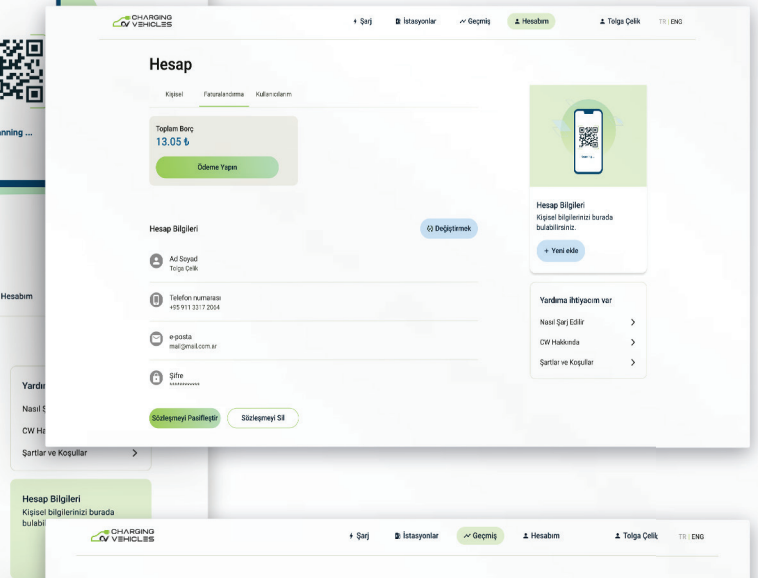 CHARGING
VEHICLES
Şarj
İstasyonlar
Geçmiş
Hesabım
Tolga Çelik
TR | ENG
Hesap
Kişisel
Faturalandırma
Kullanıcılarım
Toplam Borç
13.05 ₺
Ödeme Yapın
Hesap Bilgileri
Değiştirmek
Ad Soyad
Tolga Çelik
Telefon numarası
+95 911 3317 2064
e-posta
mail@mail.com.ar
Şifre
************
Sözleşmeyi Pasifleştir
Sözleşmeyi Sil
Hesap Bilgileri
Kişisel bilgilerinizi burada
bulabilirsiniz.
+ Yeni ekle
Yardıma ihtiyacım var
Nasıl Şarj Edilir
CW Hakkında
Şartlar ve Koşullar
nning ...
Hesabım
Yardı
Nasıl Ş
CW Ha
Şartlar ve Koşullar
Hesap Bilgileri
Kişisel bilgilerinizi burada
bulabil
CHARGING
VEHICLES
Şarj
İstasyonlar
Geçmiş
Hesabım
Tolga Çelik
TR | ENG